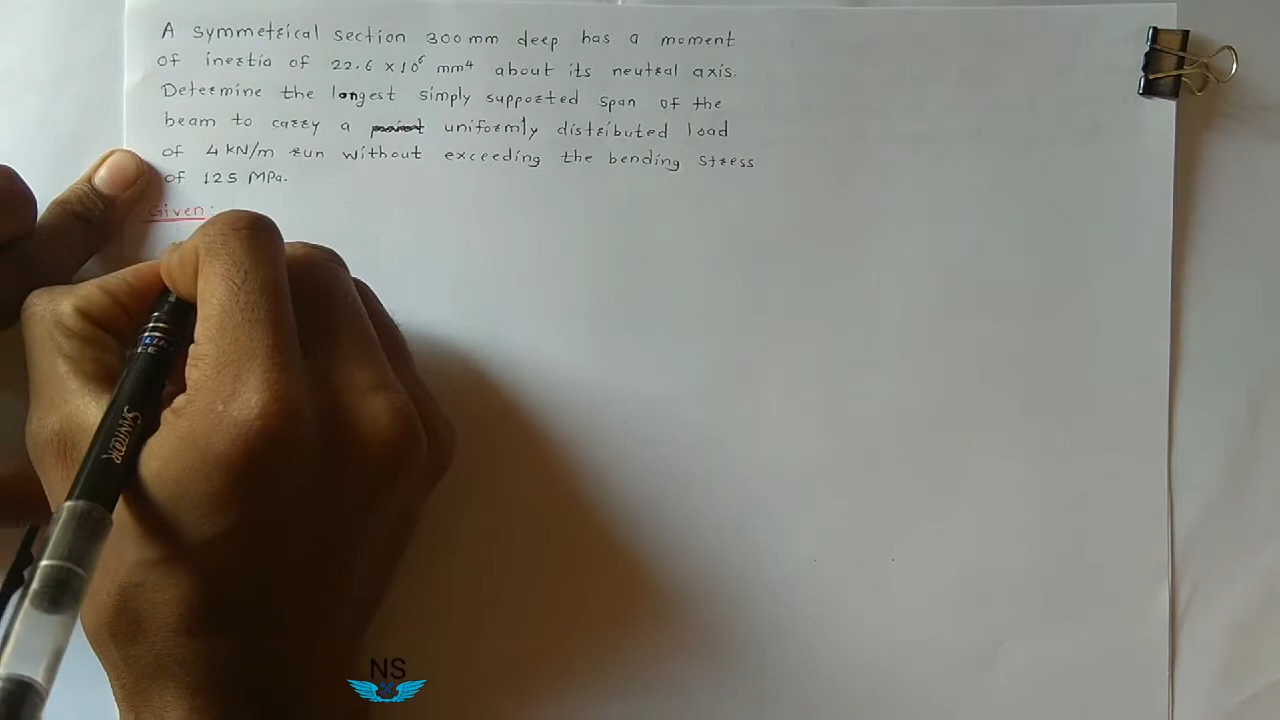 A symmetrical section 300 mm deep has a moment
of inertia of 22.6 × 10⁶ mm⁴ about its neutral axis.
Determine the longest simply supported span of the
beam to carry a uniformly distributed load
of 4 KN/m run without exceeding the bending stress
of 125 MPa.
Given:
SANTOOR
NS